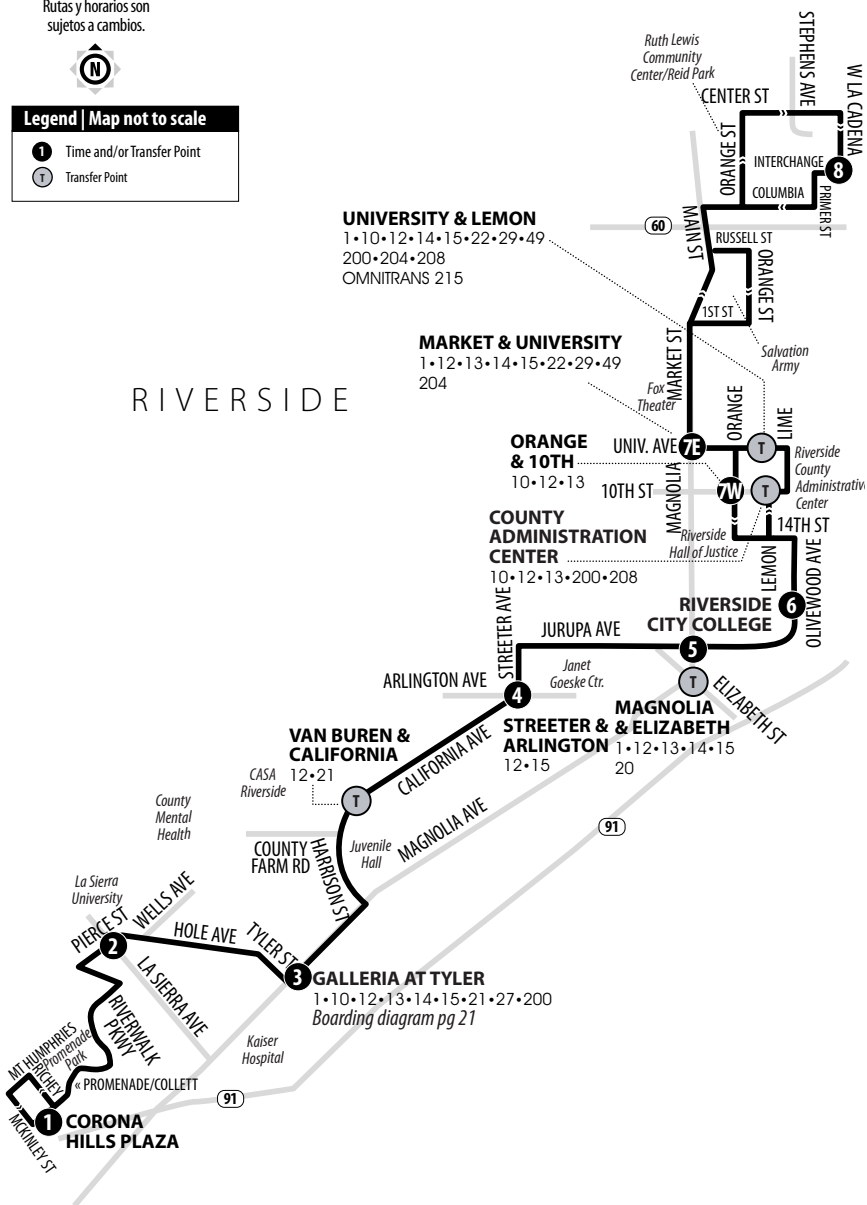 Rutas y horarios son
sujetos a cambios.
N
Legend | Map not to scale
1 Time and/or Transfer Point
T Transfer Point
RIVERSIDE
Ruth Lewis
Community
Center/Reid Park
STEPHENS AVE
W LA CADENA
CENTER ST
ORANGE ST
INTERCHANGE
8
COLUMBIA
PRIMER ST
MAIN ST
60
RUSSELL ST
ORANGE ST
1ST ST
Salvation
Army
MARKET ST
UNIVERSITY & LEMON
1•10•12•14•15•22•29•49
200•204•208
OMNITRANS 215
MARKET & UNIVERSITY
1•12•13•14•15•22•29•49
204
Fox
Theater
UNIV. AVE
7E
ORANGE
T
LIME
Riverside
County
Administrative
Center
ORANGE
& 10TH
10•12•13
10TH ST
MAGNOLIA
7W
T
COUNTY
ADMINISTRATION
CENTER
10•12•13•200•208
Riverside
Hall of Justice
14TH ST
LEMON
OLIVEWOOD AVE
RIVERSIDE
CITY COLLEGE
6
5
JURUPA AVE
STREETER AVE
ARLINGTON AVE
4
Janet
Goeske Ctr.
T
ELIZABETH ST
STREETER &
ARLINGTON
12•15
MAGNOLIA
& ELIZABETH
1•12•13•14•15
20
VAN BUREN &
CALIFORNIA
12•21
CALIFORNIA AVE
CASA
Riverside
T
County
Mental
Health
COUNTY
FARM RD
HARRISON ST
Juvenile
Hall
MAGNOLIA AVE
91
La Sierra
University
PIERCE ST
WELLS AVE
2
HOLE AVE
TYLER ST
3
GALLERIA AT TYLER
1•10•12•13•14•15•21•27•200
Boarding diagram pg 21
LA SIERRA AVE
Kaiser
Hospital
RIVERWALK
PKWY
Promenade
Park
MT HUMPHRIES
RICHEY
« PROMENADE/COLLETT
91
MCKINLEY ST
1
CORONA
HILLS PLAZA